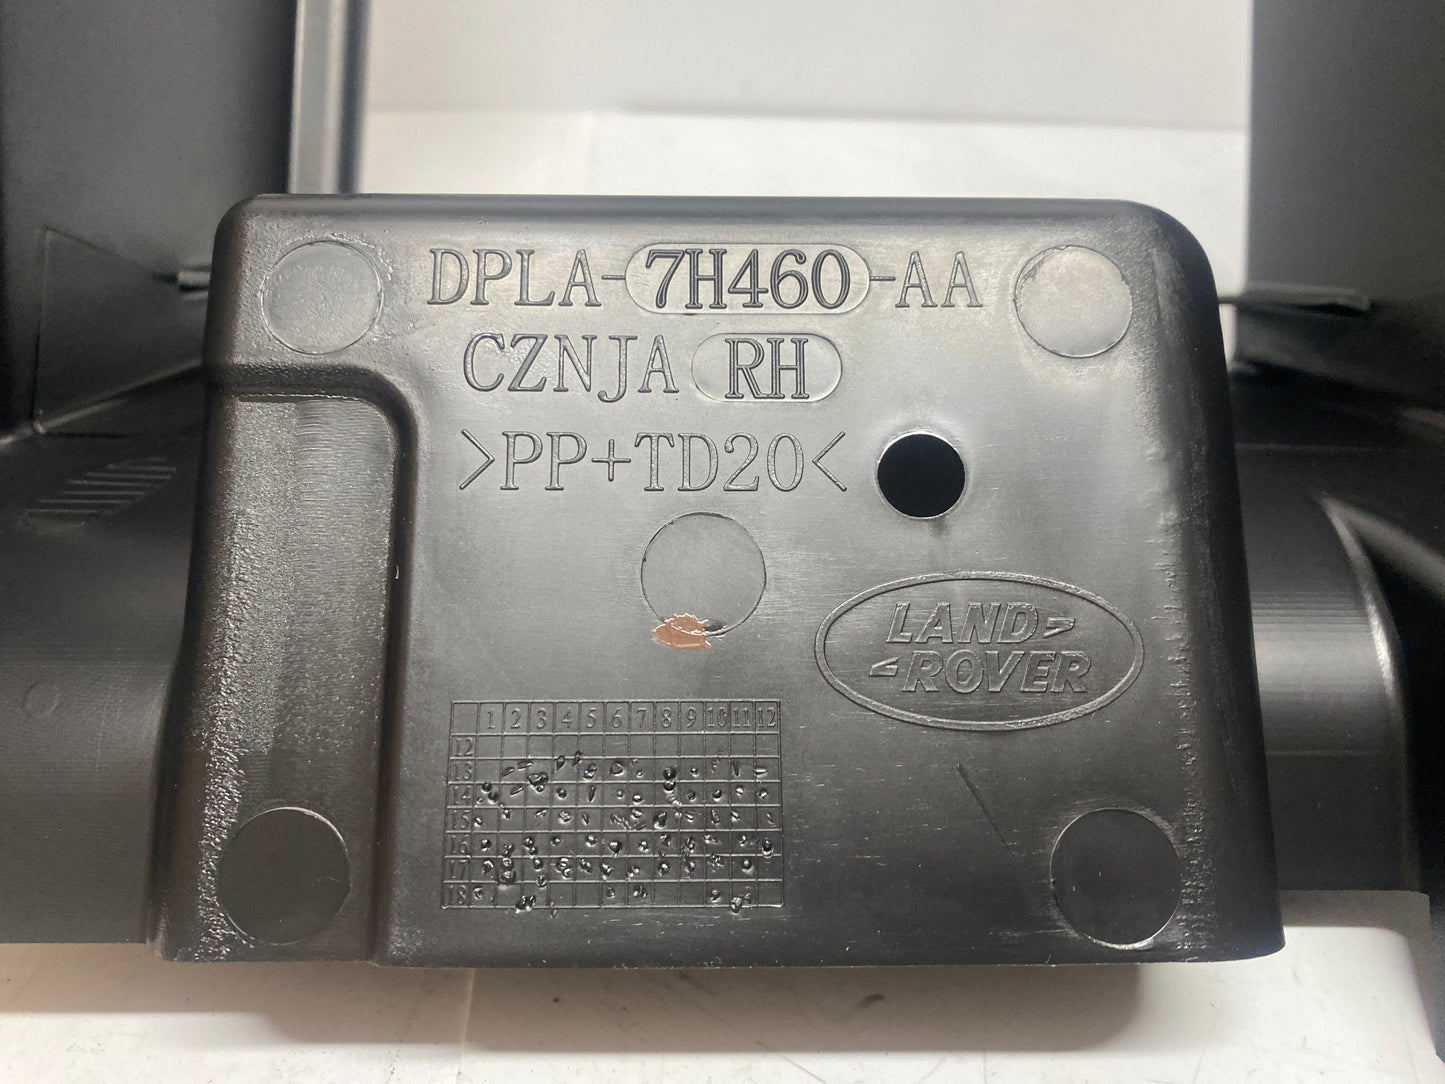 DPLA-7H460-AA
CZNJA RH
>PP+TD20<
LAND>
<ROVER
1 2 3 4 5 6 7 8 9 10 11 12
12
13
14
15
16
17
18